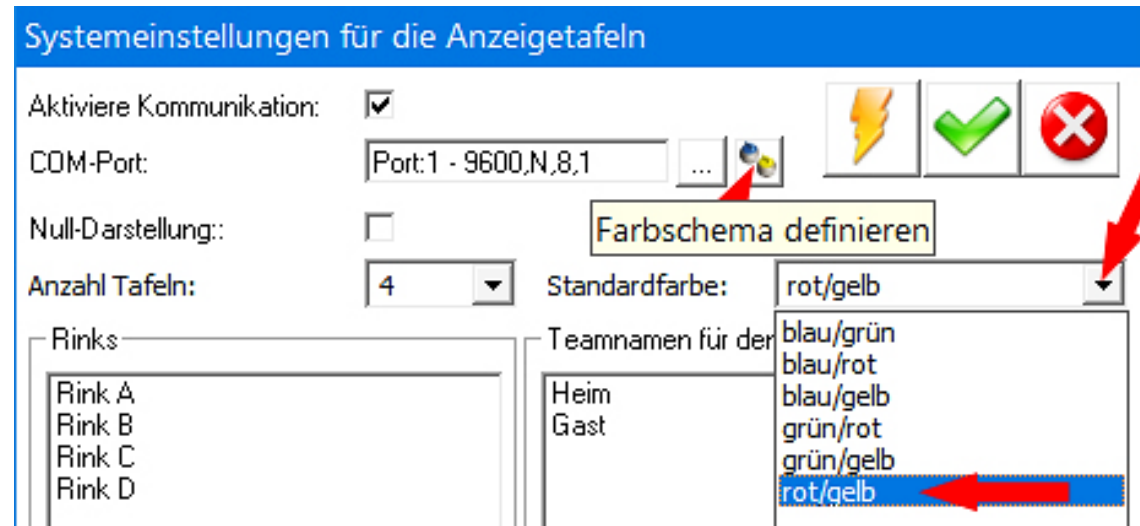 Systemeinstellungen für die Anzeigetafeln
Aktiviere Kommunikation:
COM-Port: Port:1 - 9600,N,8,1 ...
Farbschema definieren
Null-Darstellung::
Anzahl Tafeln: 4 Standardfarbe: rot/gelb
Rinks
Rink A
Rink B
Rink C
Rink D
Teamnamen für der
Heim
Gast
blau/grün
blau/rot
blau/gelb
grün/rot
grün/gelb
rot/gelb